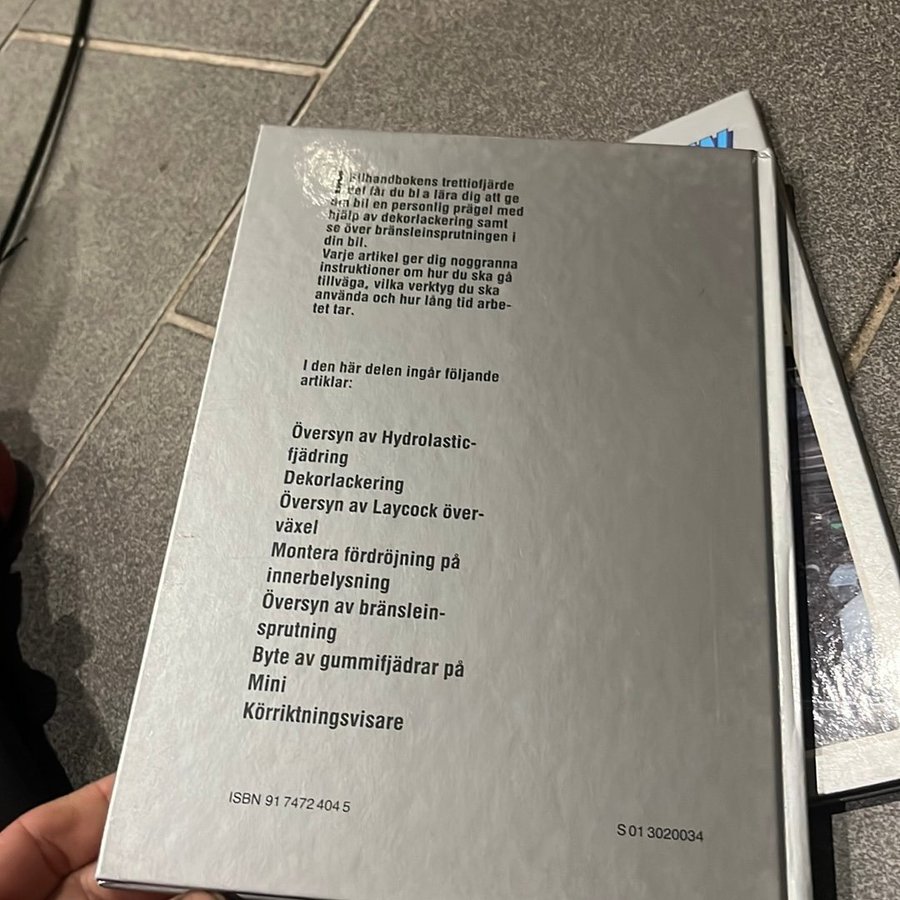 I Bilhandbokens trettiofjärde
del får du bl a lära dig att ge
din bil en personlig prägel med
hjälp av dekorlackering samt
se över bränsleinsprutningen i
din bil.
Varje artikel ger dig noggranna
instruktioner om hur du ska gå
tillväga, vilka verktyg du ska
använda och hur lång tid arbe-
tet tar.
I den här delen ingår följande
artiklar:
Översyn av Hydrolastic-
fjädring
Dekorlackering
Översyn av Laycock över-
växel
Montera fördröjning på
innerbelysning
Översyn av bränslein-
sprutning
Byte av gummifjädrar på
Mini
Körriktningsvisare
ISBN 91 7472 404 5
S 01 3020034